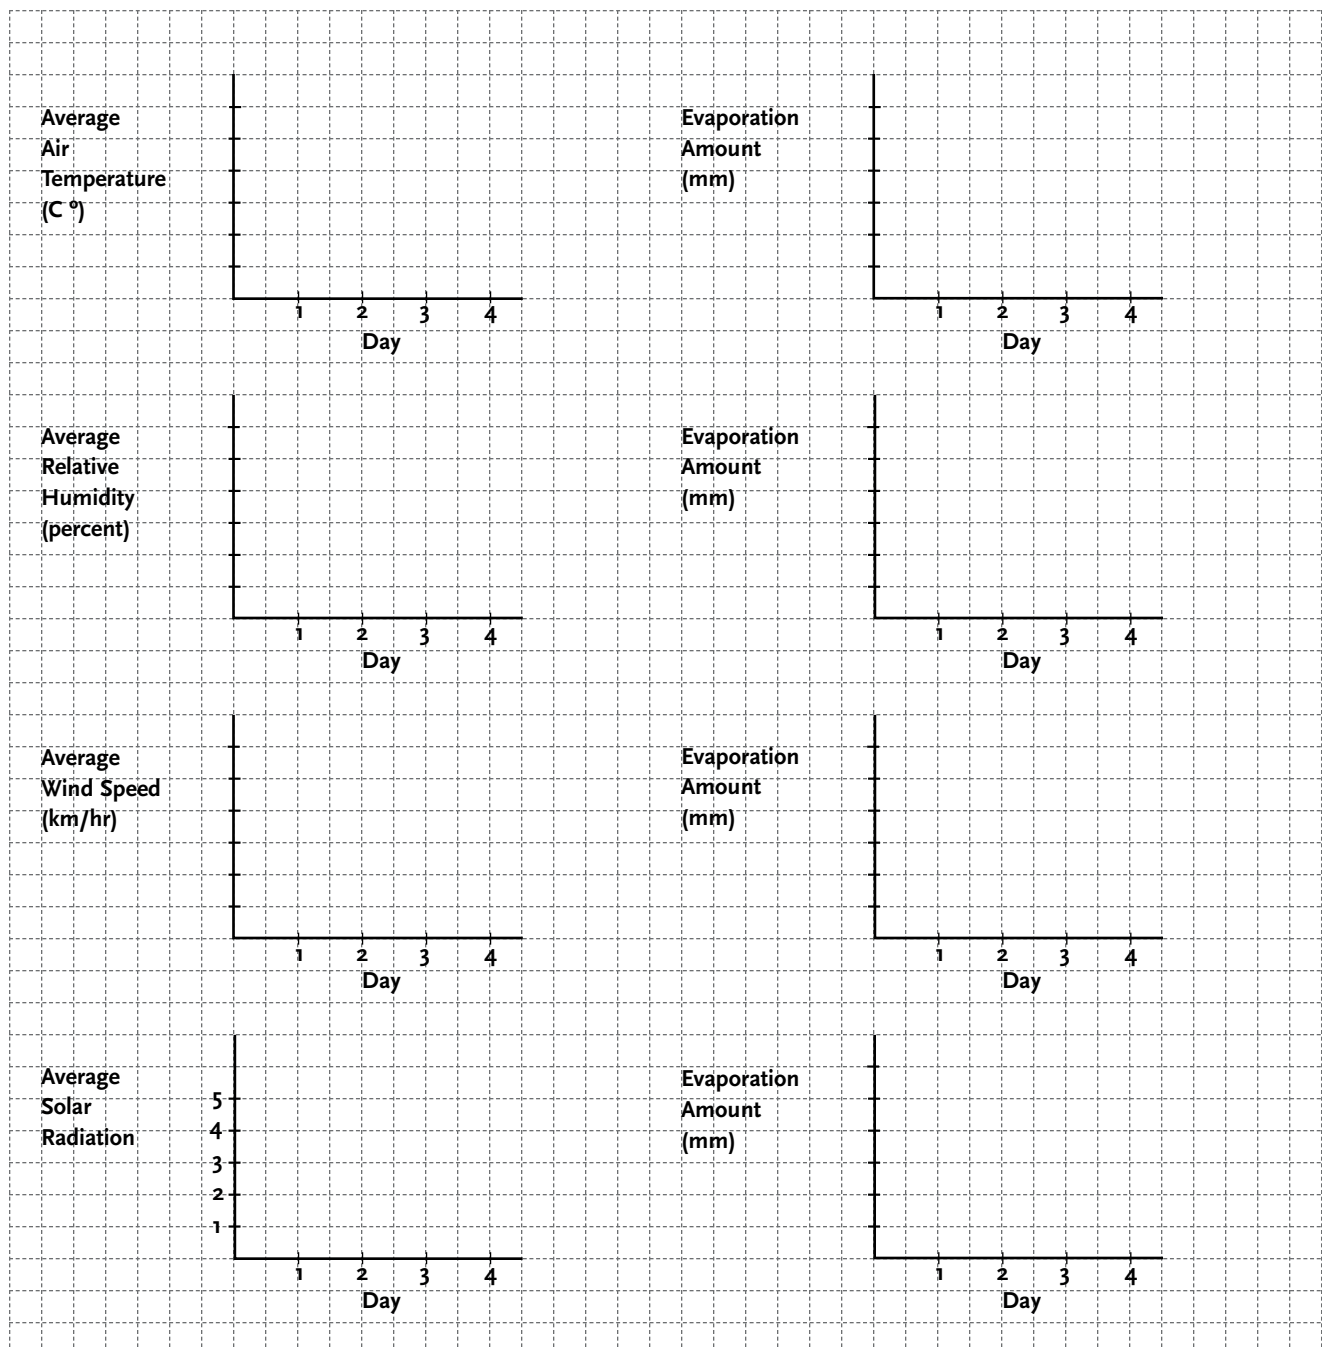 Average
Air
Temperature
(C º)
1 2 3 4
Day
Evaporation
Amount
(mm)
1 2 3 4
Day
Average
Relative
Humidity
(percent)
1 2 3 4
Day
Evaporation
Amount
(mm)
1 2 3 4
Day
Average
Wind Speed
(km/hr)
1 2 3 4
Day
Evaporation
Amount
(mm)
1 2 3 4
Day
Average
Solar
Radiation
5
4
3
2
1
1 2 3 4
Day
Evaporation
Amount
(mm)
1 2 3 4
Day